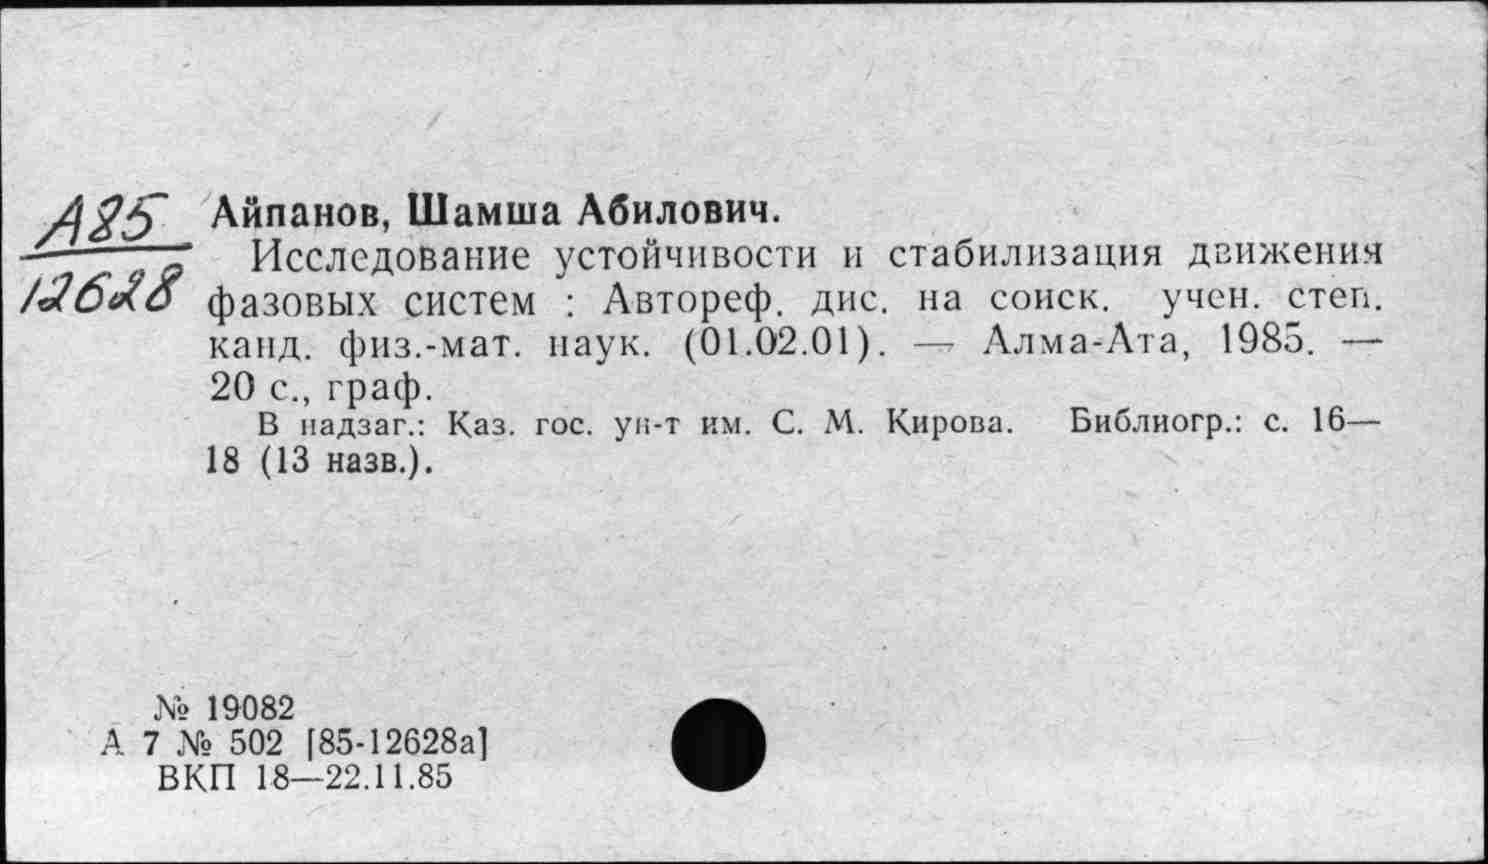 А85
12628
Айпанов, Шамша Абилович.
Исследование устойчивости и стабилизация движения
фазовых систем : Автореф. дис. на соиск. учен. степ.
канд. физ.-мат. наук. (01.02.01). — Алма-Ата, 1985. —
20 с., граф.
В надзаг.: Каз. гос. ун-т им. С. М. Кирова. Библиогр.: с. 16—
18 (13 назв.).
№ 19082
А 7 № 502 [85-12628а]
ВКП 18—22.11.85